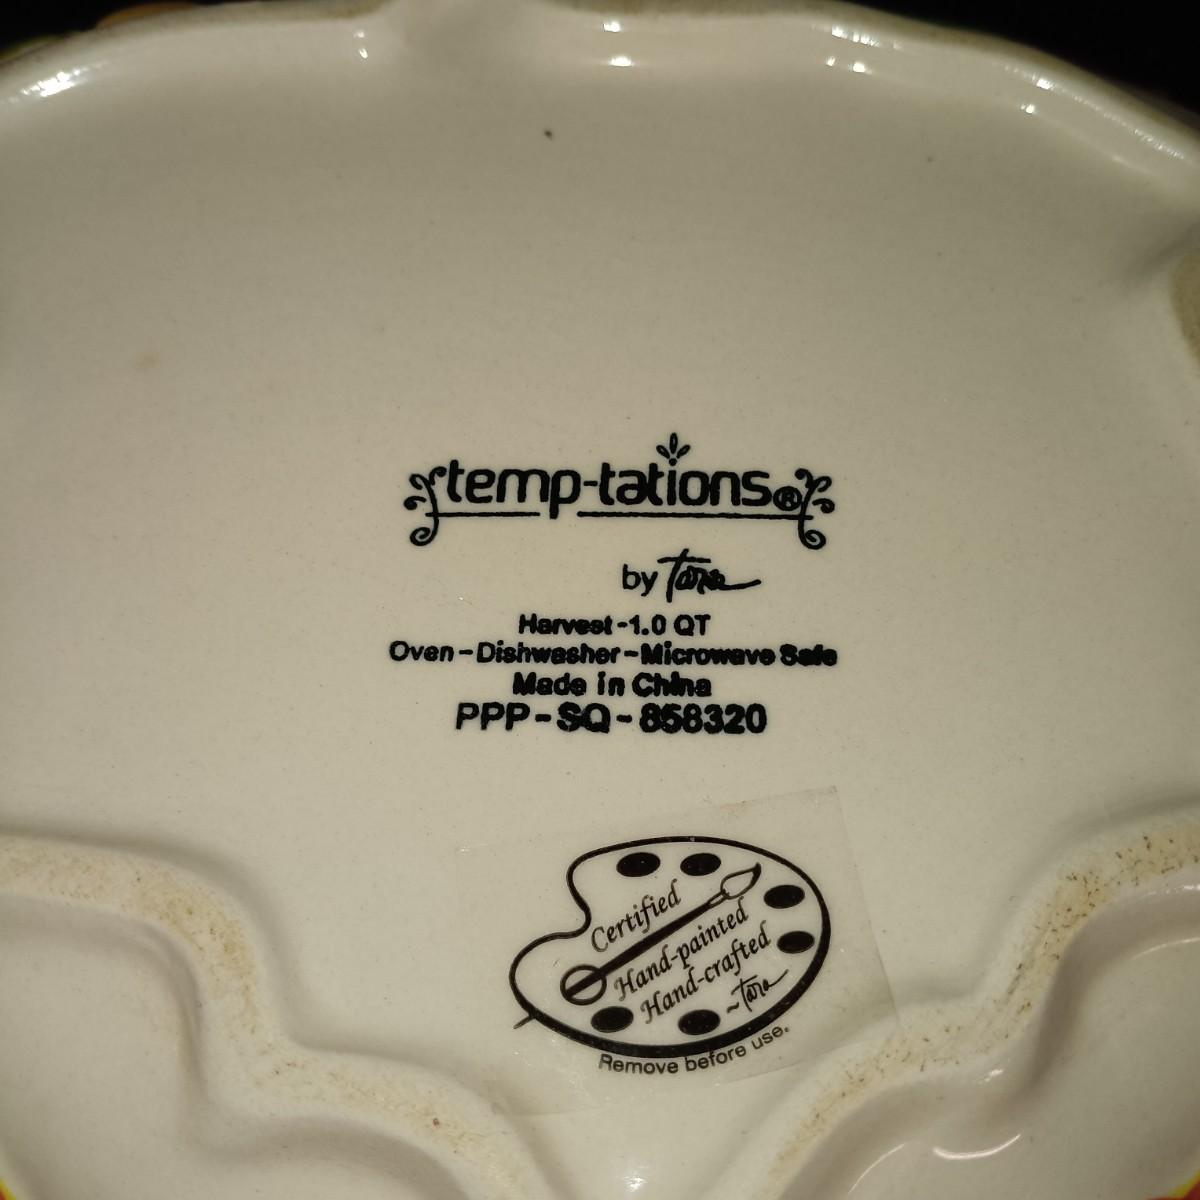 temp-tations®
by Tara
Harvest - 1.0 QT
Oven - Dishwasher - Microwave Safe
Made in China
PPP - SQ - 858320
Certified
Hand-painted
Hand-crafted
~Tara
Remove before use.